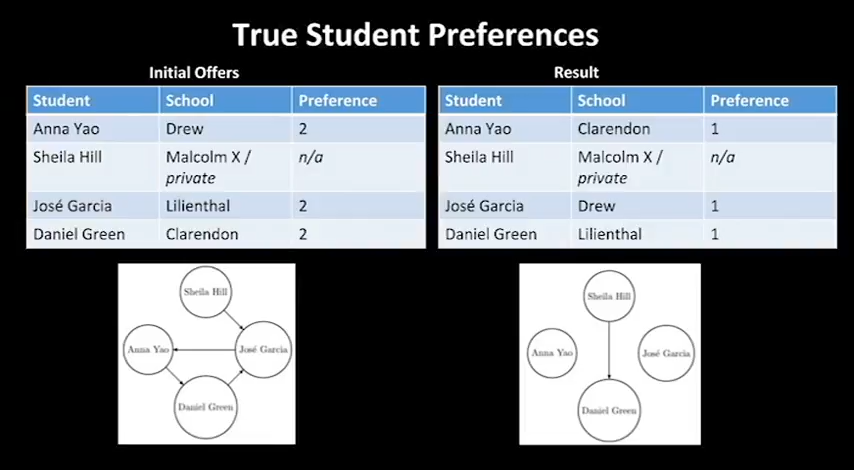 True Student Preferences
Initial Offers
Student School Preference
Anna Yao Drew 2
Sheila Hill Malcolm X / n/a
private
José Garcia Lilienthal 2
Daniel Green Clarendon 2
Result
Student School Preference
Anna Yao Clarendon 1
Sheila Hill Malcolm X / n/a
private
José Garcia Drew 1
Daniel Green Lilienthal 1
Sheila Hill
Anna Yao
José Garcia
Daniel Green
Sheila Hill
Anna Yao
José Garcia
Daniel Green